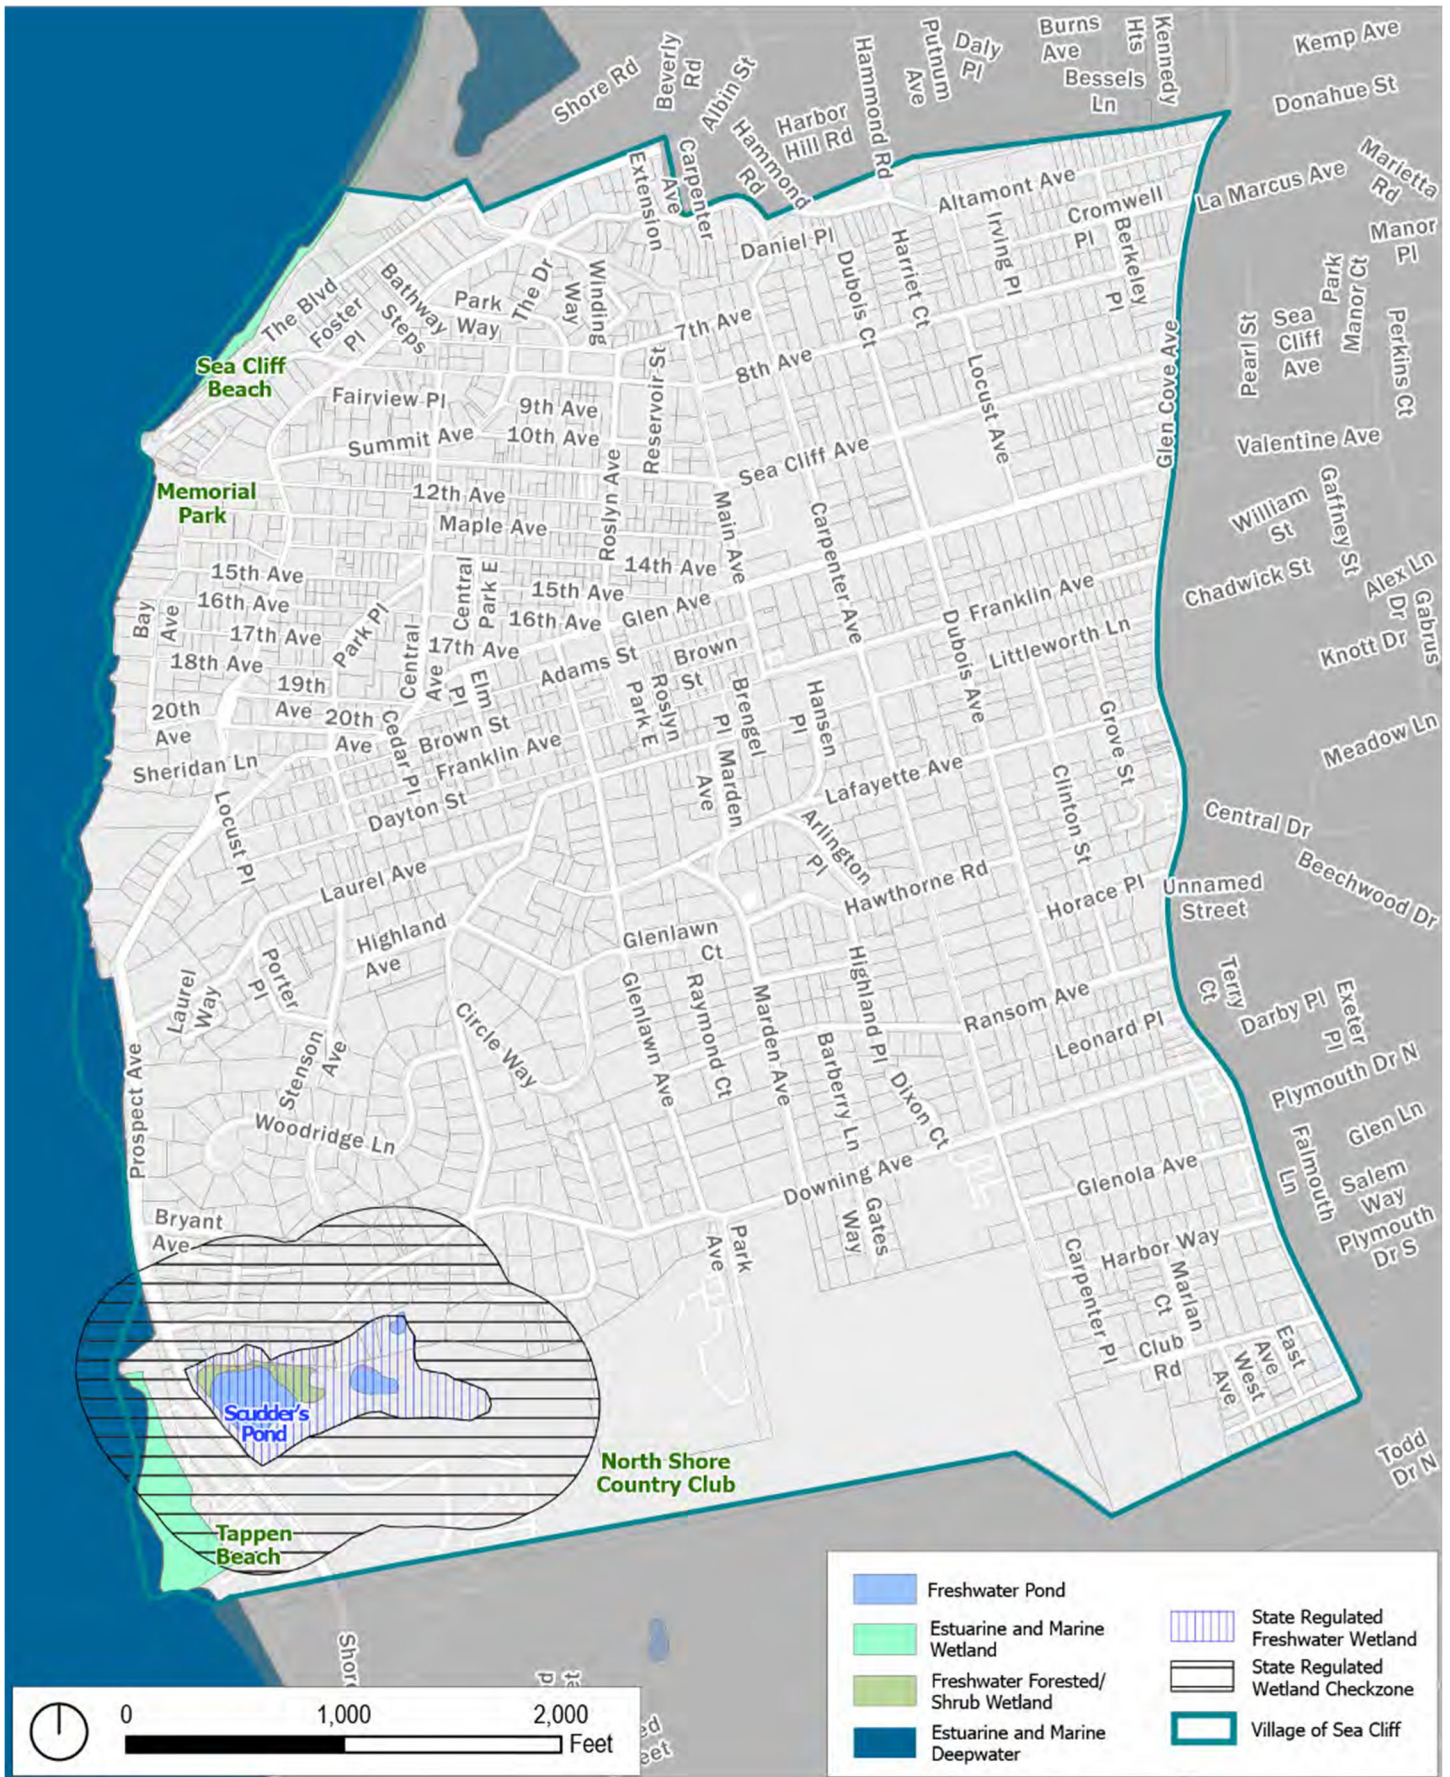 Kemp Ave
Burns
Ave
Kennedy
Hts
Daly
Pl
Putnum
Ave
Bessels
Ln
Donahue St
Shore Rd
Beverly
Rd
Albin St
Hammond Rd
Harbor
Hill Rd
Hammond
Rd
Carpenter
Ave
Extension
Altamont Ave
La Marcus Ave
Marietta
Rd
Cromwell
Pl
Manor
Pl
Daniel Pl
Irving Pl
Berkeley
Pl
Harriet Ct
Dubois Ct
Park
Manor Ct
The Blvd
Foster
Pl
Bathway
Steps
Park
Way
The Dr
Winding
Way
7th Ave
8th Ave
Sea
Cliff
Ave
Pearl St
Perkins Ct
Sea Cliff
Beach
Fairview Pl
9th Ave
10th Ave
Summit Ave
Reservoir St
Locust Ave
Glen Cove Ave
Valentine Ave
Sea Cliff Ave
Memorial
Park
12th Ave
Maple Ave
Roslyn Ave
Main Ave
Carpenter Ave
William
St
Gaffney St
14th Ave
15th Ave
15th Ave
16th Ave
16th Ave
17th Ave
17th Ave
18th Ave
19th
Ave
20th
Ave
20th
Ave
Bay
Ave
Park Pl
Central
Park E
Central
Ave
Glen Ave
Franklin Ave
Chadwick St
Alex Ln
Gabrus
Dr
Knott Dr
Littleworth Ln
Dubois Ave
Adams St
Brown
St
Elm
Pl
Brown St
Cedar Pl
Franklin Ave
Roslyn
Park E
Brengel
Pl
Hansen
Pl
Grove St
Meadow Ln
Sheridan Ln
Dayton St
Marden
Ave
Lafayette Ave
Clinton St
Central Dr
Locust Pl
Arlington
Pl
Laurel Ave
Hawthorne Rd
Horace Pl
Unnamed
Street
Beechwood Dr
Highland
Ave
Glenlawn
Ct
Porter
Pl
Laurel
Way
Highland Pl
Terry
Ct
Darby Pl
Exeter
Pl
Circle Way
Glenlawn Ave
Raymond Ct
Marden Ave
Ransom Ave
Leonard Pl
Barberry Ln
Stenson
Ave
Plymouth Dr N
Prospect Ave
Dixon Ct
Woodridge Ln
Glen Ln
Falmouth
Ln
Salem
Way
Downing Ave
Glenola Ave
Bryant
Ave
Gates
Way
Park
Ave
Harbor Way
Plymouth
Dr S
Carpenter Pl
Marlan
Ct
Club
Rd
East
Ave
West
Ave
Scudder's
Pond
North Shore
Country Club
Todd
Dr N
Tappen
Beach
Freshwater Pond
Estuarine and Marine
Wetland
Freshwater Forested/
Shrub Wetland
Estuarine and Marine
Deepwater
State Regulated
Freshwater Wetland
State Regulated
Wetland Checkzone
Village of Sea Cliff
0 1,000 2,000
Feet